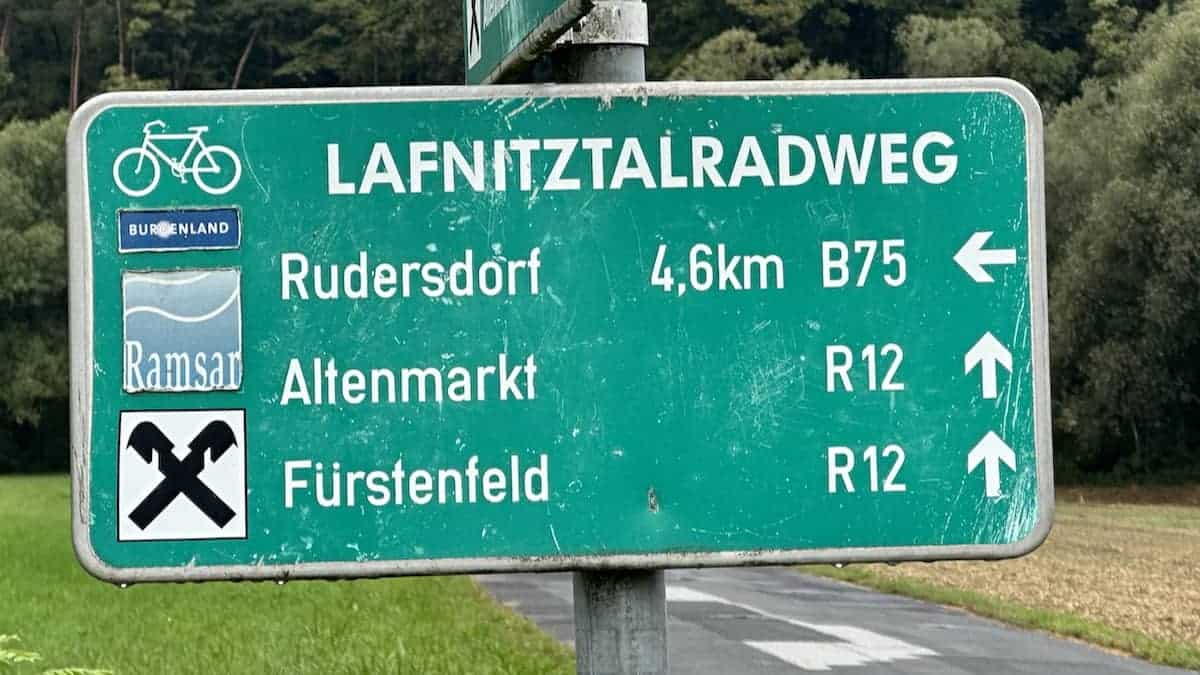 LAFNITZTALRADWEG
BURGENLAND
Rudersdorf 4,6km B75
Ramsar
Altenmarkt R12
Fürstenfeld R12